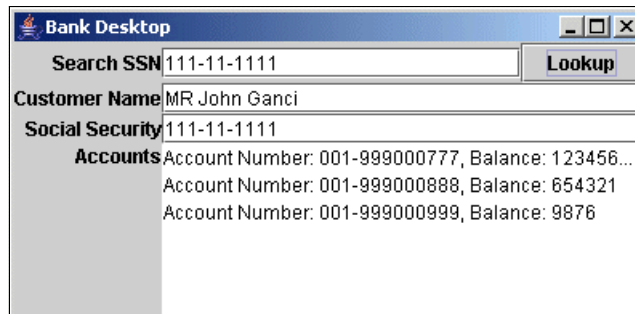 Bank Desktop
Search SSN 111-11-1111 Lookup
Customer Name MR John Ganci
Social Security 111-11-1111
Accounts Account Number: 001-999000777, Balance: 123456...
Account Number: 001-999000888, Balance: 654321
Account Number: 001-999000999, Balance: 9876